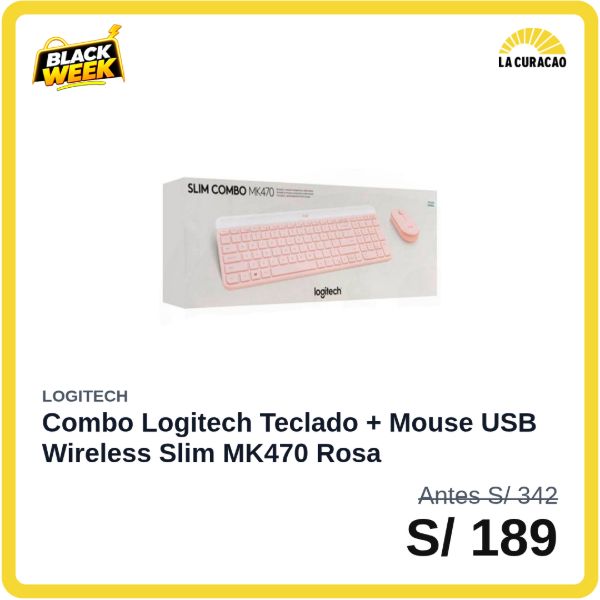 BLACK
WEEK
LA CURACAO
SLIM COMBO MK470
logitech
LOGITECH
Combo Logitech Teclado + Mouse USB
Wireless Slim MK470 Rosa
Antes S/ 342
S/ 189